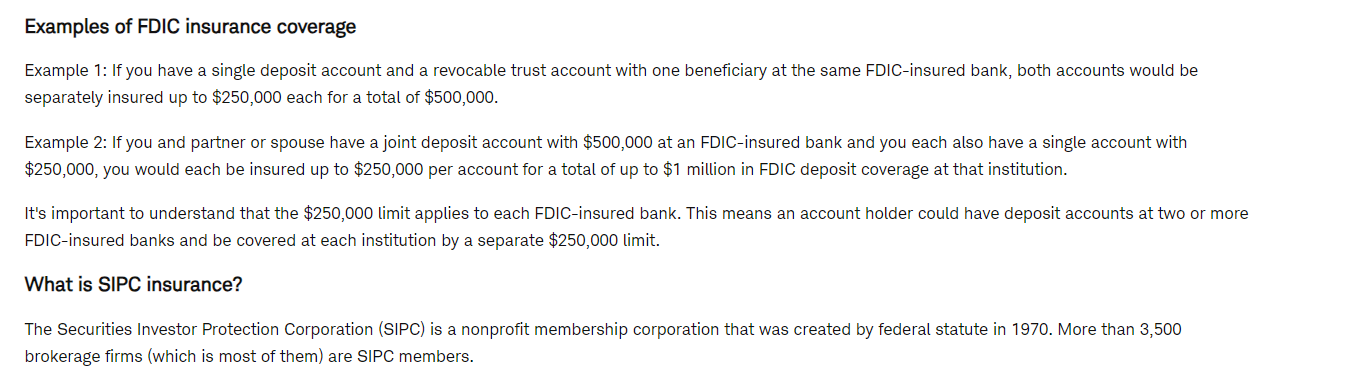 Examples of FDIC insurance coverage
Example 1: If you have a single deposit account and a revocable trust account with one beneficiary at the same FDIC-insured bank, both accounts would be
separately insured up to $250,000 each for a total of $500,000.
Example 2: If you and partner or spouse have a joint deposit account with $500,000 at an FDIC-insured bank and you each also have a single account with
$250,000, you would each be insured up to $250,000 per account for a total of up to $1 million in FDIC deposit coverage at that institution.
It's important to understand that the $250,000 limit applies to each FDIC-insured bank. This means an account holder could have deposit accounts at two or more
FDIC-insured banks and be covered at each institution by a separate $250,000 limit.
What is SIPC insurance?
The Securities Investor Protection Corporation (SIPC) is a nonprofit membership corporation that was created by federal statute in 1970. More than 3,500
brokerage firms (which is most of them) are SIPC members.